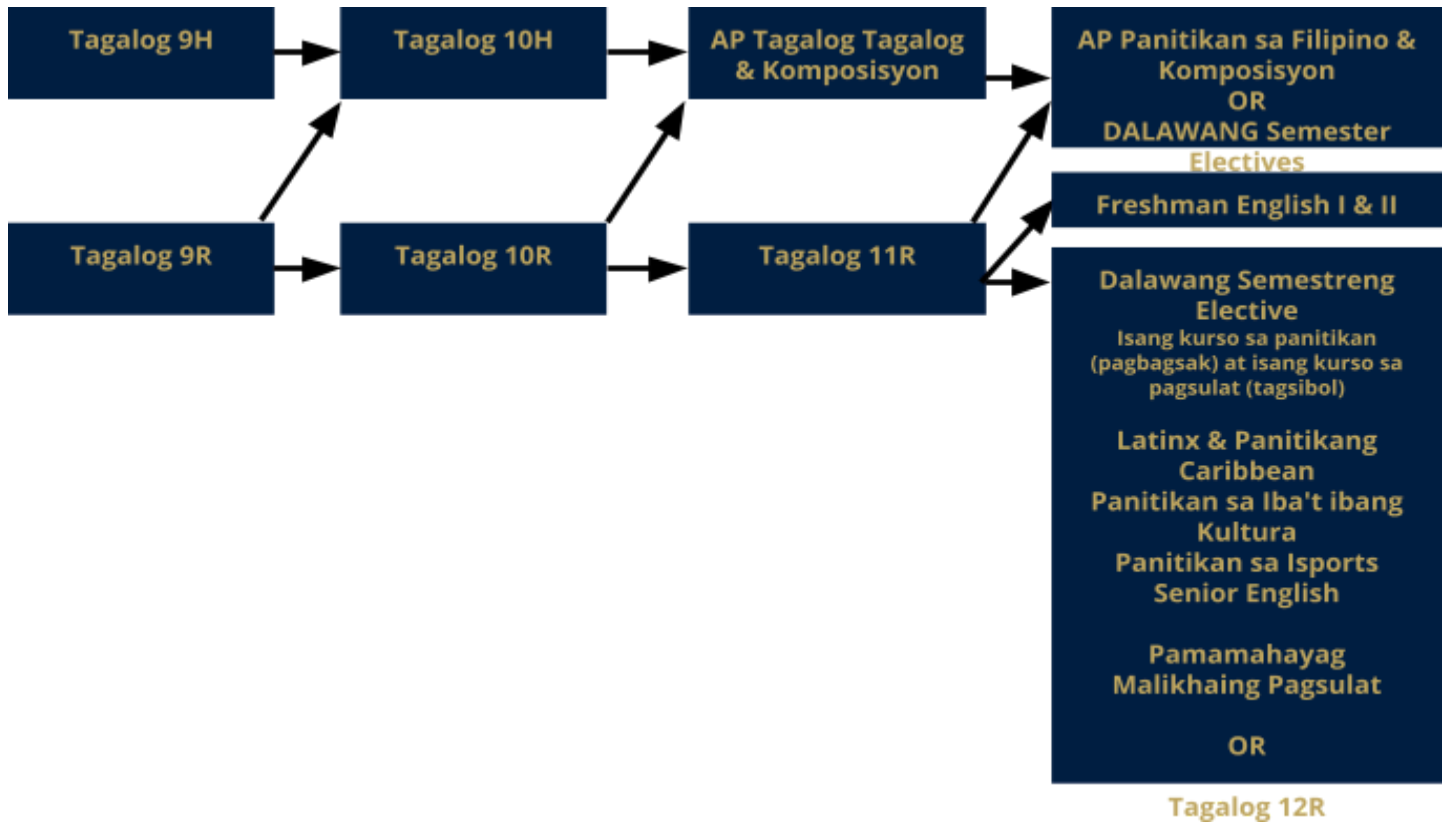 Tagalog 9H
Tagalog 10H
AP Tagalog Tagalog
& Komposisyon
AP Panitikan sa Filipino &
Komposisyon
OR
DALAWANG Semester
Electives
Freshman English I & II
Tagalog 9R
Tagalog 10R
Tagalog 11R
Dalawang Semestreng
Elective
Isang kurso sa panitikan
(pagbagsak) at isang kurso sa
pagsulat (tagsibol)
Latinx & Panitikang
Caribbean
Panitikan sa Iba't ibang
Kultura
Panitikan sa Isports
Senior English
Pamamahayag
Malikhaing Pagsulat
OR
Tagalog 12R